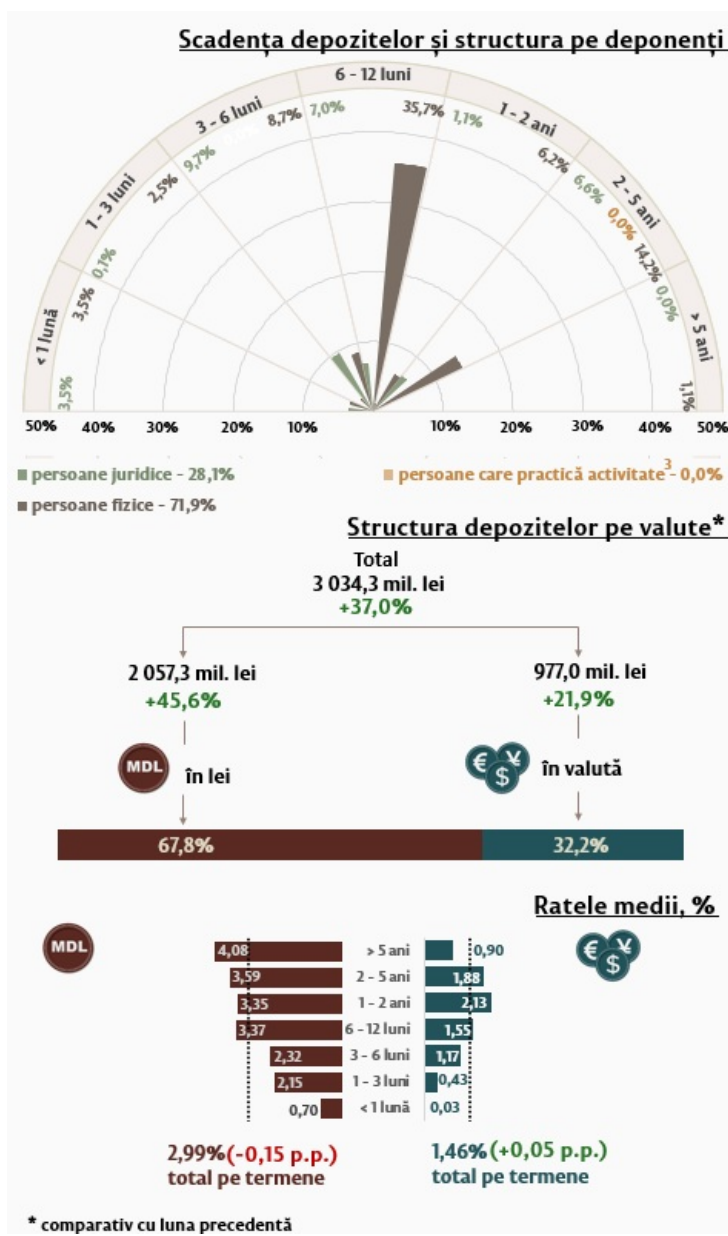 Scadența depozitelor și structura pe deponenți
6 - 12 luni
3 - 6 luni
8,7%
7,0%
35,7%
1,1%
1 - 2 ani
1 - 3 luni
2,5%
9,7%
6,2%
6,6%
0,0%
2 - 5 ani
< 1 lună
3,5%
0,1%
14,2%
0,0%
> 5 ani
3,5%
1,1%
50% 40% 30% 20% 10% 10% 20% 30% 40% 50%
persoane juridice - 28,1%
persoane care practică activitate3 - 0,0%
persoane fizice - 71,9%
Structura depozitelor pe valute*
Total
3 034,3 mil. lei
+37,0%
2 057,3 mil. lei
977,0 mil. lei
+45,6%
+21,9%
MDL
în lei
€ ¥ $
în valută
67,8%
32,2%
Ratele medii, %
MDL
€ ¥ $
4,08 > 5 ani 0,90
3,59 2 - 5 ani 1,88
3,35 1 - 2 ani 2,13
3,37 6 - 12 luni 1,55
2,32 3 - 6 luni 1,17
2,15 1 - 3 luni 0,43
0,70 < 1 lună 0,03
2,99% (-0,15 p.p.)
total pe termene
1,46% (+0,05 p.p.)
total pe termene
* comparativ cu luna precedentă